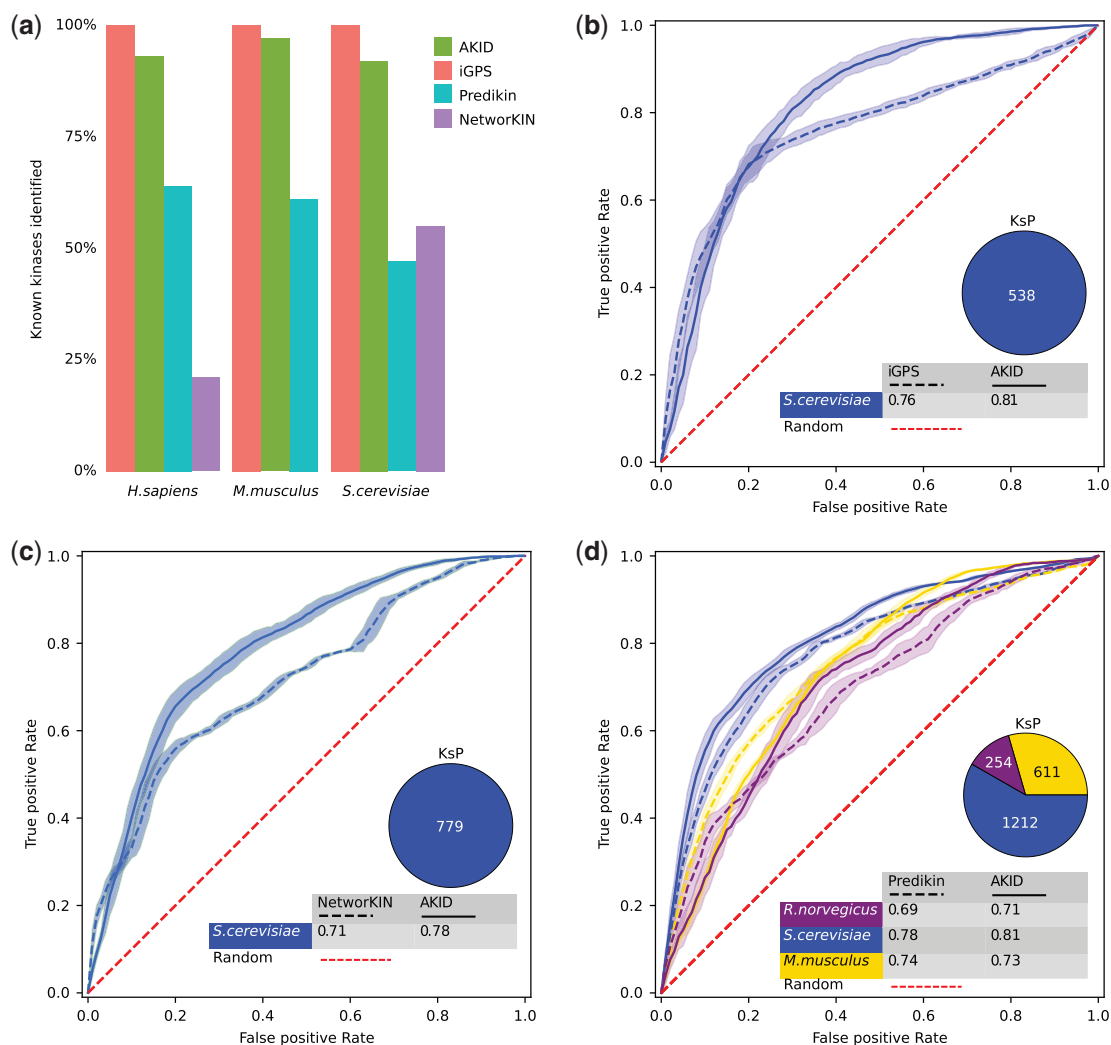 (a)
100%
75%
50%
25%
0%
Known kinases identified
H.sapiens M.musculus S.cerevisiae
AKID
iGPS
Predikin
NetworKIN
(b)
1.0
0.8
0.6
0.4
0.2
0.0
True positive Rate
KsP
538
iGPS AKID
S.cerevisiae 0.76 0.81
Random
0.0 0.2 0.4 0.6 0.8 1.0
False positive Rate
(c)
1.0
0.8
0.6
0.4
0.2
0.0
True positive Rate
KsP
779
NetworKIN AKID
S.cerevisiae 0.71 0.78
Random
0.0 0.2 0.4 0.6 0.8 1.0
False positive Rate
(d)
1.0
0.8
0.6
0.4
0.2
0.0
True positive Rate
KsP
254
611
1212
Predikin AKID
R.norvegicus 0.69 0.71
S.cerevisiae 0.78 0.81
M.musculus 0.74 0.73
Random
0.0 0.2 0.4 0.6 0.8 1.0
False positive Rate